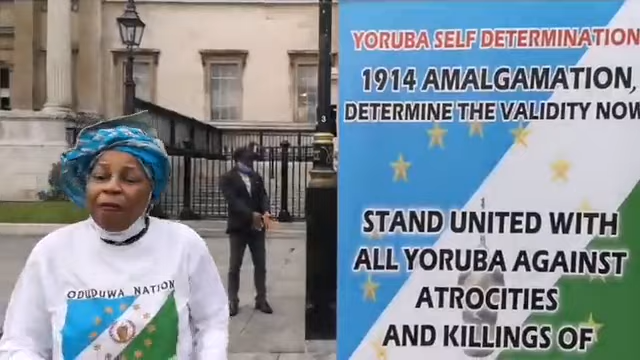 ODUDUWA NATION
YORUBA SELF DETERMINATION
1914 AMALGAMATION,
DETERMINE THE VALIDITY NOW
STAND UNITED WITH
ALL YORUBA AGAINST
ATROCITIES
AND KILLINGS OF